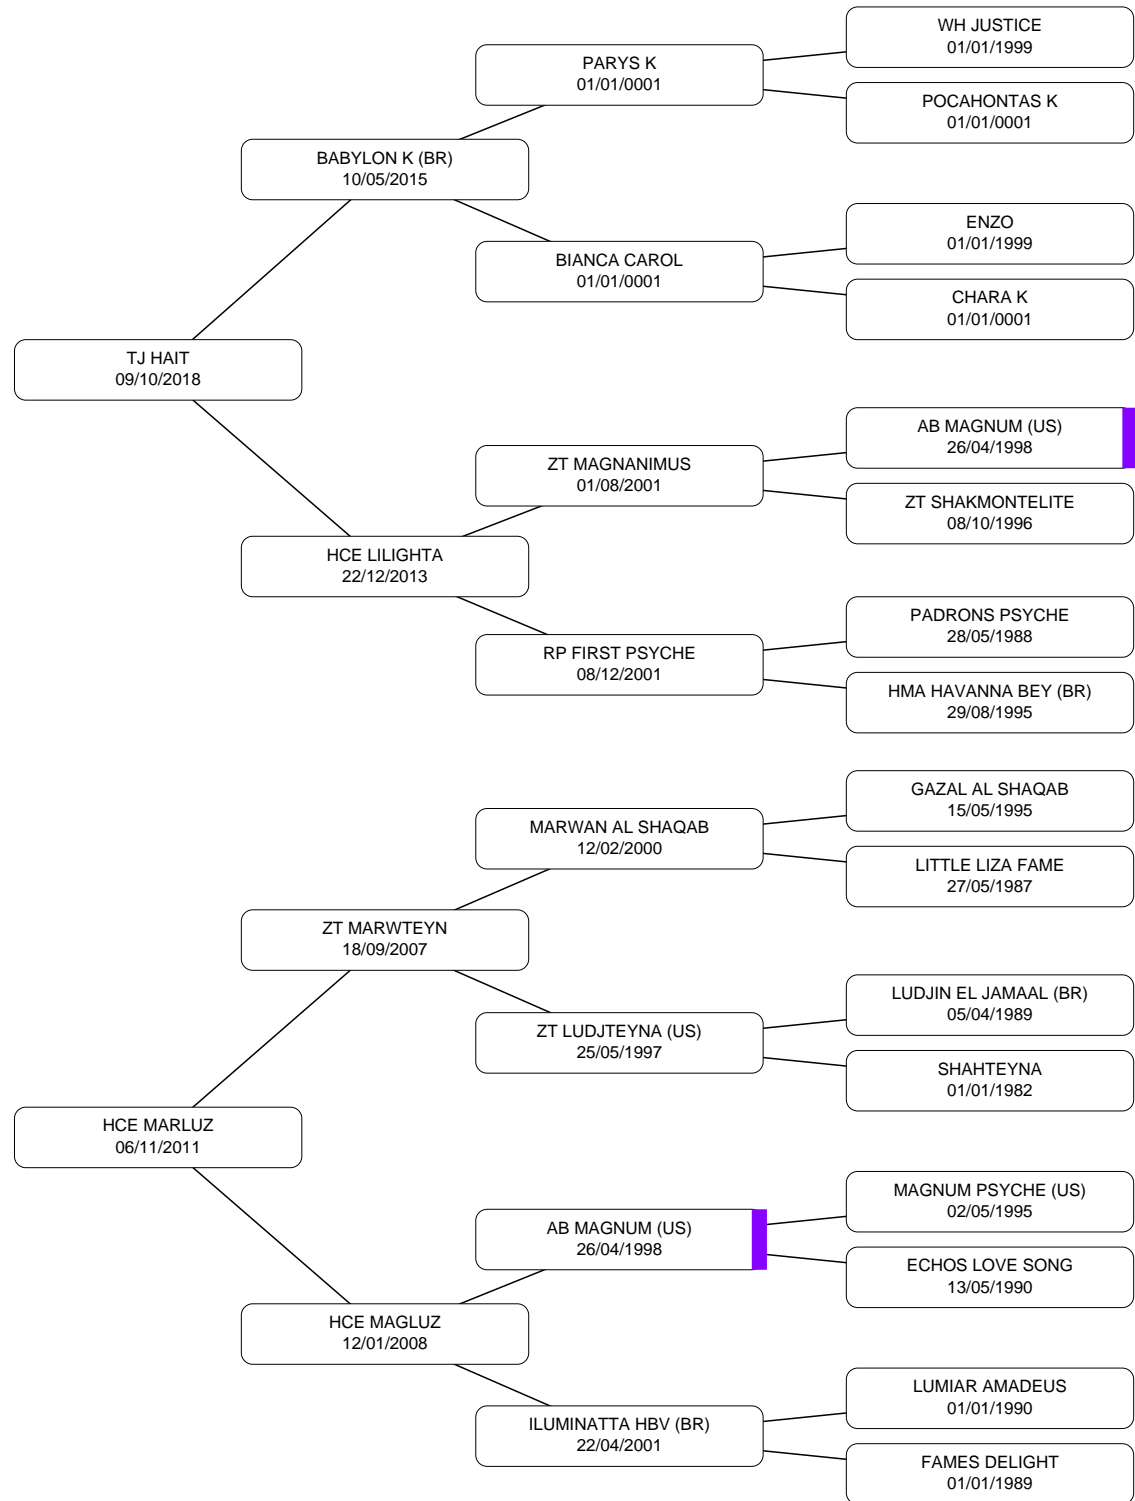 WH JUSTICE
01/01/1999
PARYS K
01/01/0001
POCAHONTAS K
01/01/0001
BABYLON K (BR)
10/05/2015
ENZO
01/01/1999
BIANCA CAROL
01/01/0001
CHARA K
01/01/0001
TJ HAIT
09/10/2018
AB MAGNUM (US)
26/04/1998
ZT MAGNANIMUS
01/08/2001
ZT SHAKMONTELITE
08/10/1996
HCE LILIGHTA
22/12/2013
PADRONS PSYCHE
28/05/1988
RP FIRST PSYCHE
08/12/2001
HMA HAVANNA BEY (BR)
29/08/1995
GAZAL AL SHAQAB
15/05/1995
MARWAN AL SHAQAB
12/02/2000
LITTLE LIZA FAME
27/05/1987
ZT MARWTEYN
18/09/2007
LUDJIN EL JAMAAL (BR)
05/04/1989
ZT LUDJTEYNA (US)
25/05/1997
SHAHTEYNA
01/01/1982
HCE MARLUZ
06/11/2011
MAGNUM PSYCHE (US)
02/05/1995
AB MAGNUM (US)
26/04/1998
ECHOS LOVE SONG
13/05/1990
HCE MAGLUZ
12/01/2008
LUMIAR AMADEUS
01/01/1990
ILUMINATTA HBV (BR)
22/04/2001
FAMES DELIGHT
01/01/1989